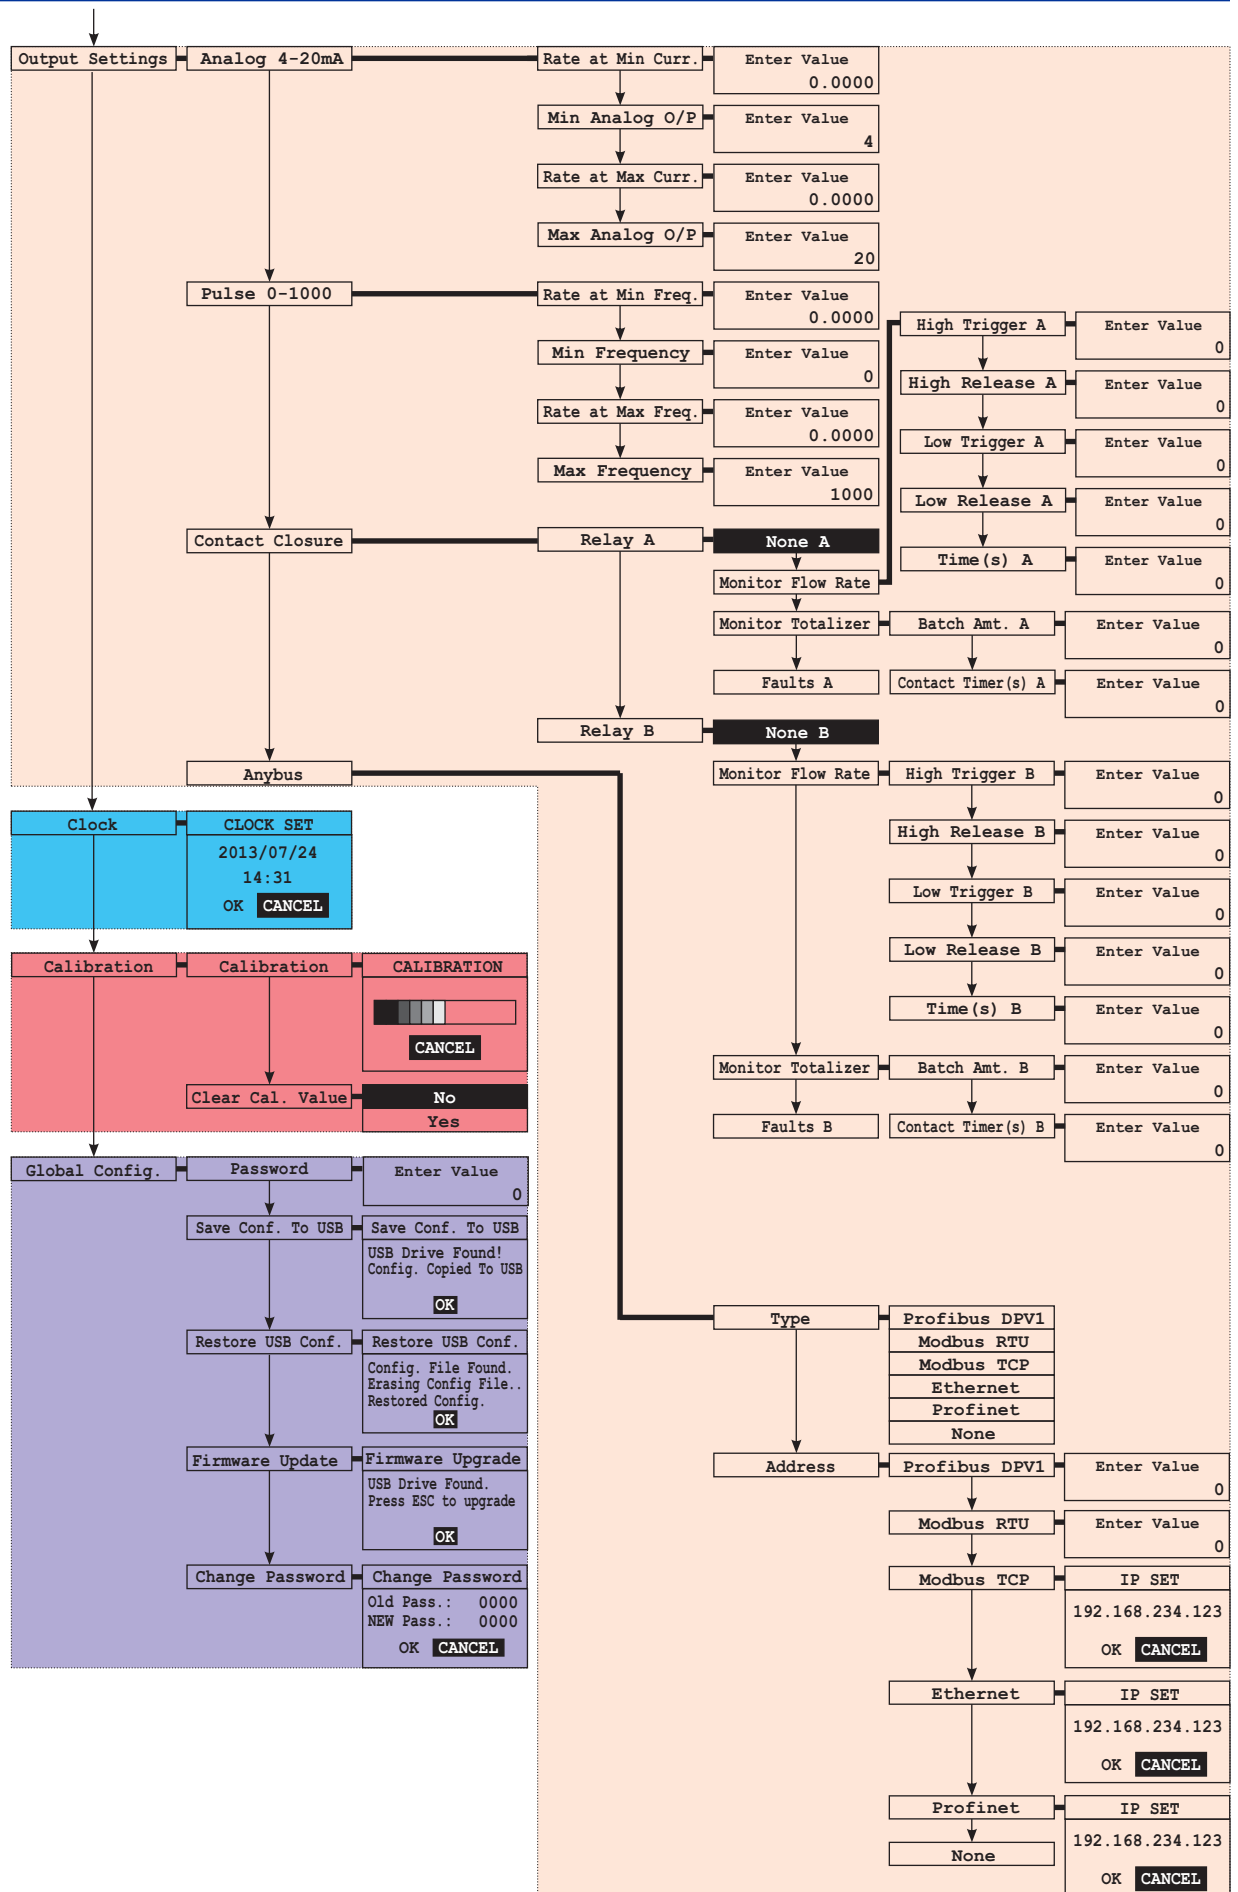 Output Settings
Analog 4-20mA
Rate at Min Curr.
Enter Value
0.0000
Min Analog O/P
Enter Value
4
Rate at Max Curr.
Enter Value
0.0000
Max Analog O/P
Enter Value
20
Pulse 0-1000
Rate at Min Freq.
Enter Value
0.0000
Min Frequency
Enter Value
0
Rate at Max Freq.
Enter Value
0.0000
Max Frequency
Enter Value
1000
Contact Closure
Relay A
None A
Monitor Flow Rate
High Trigger A
Enter Value
0
High Release A
Enter Value
0
Low Trigger A
Enter Value
0
Low Release A
Enter Value
0
Time(s) A
Enter Value
0
Monitor Totalizer
Batch Amt. A
Enter Value
0
Faults A
Contact Timer(s) A
Enter Value
0
Relay B
None B
Monitor Flow Rate
High Trigger B
Enter Value
0
High Release B
Enter Value
0
Low Trigger B
Enter Value
0
Low Release B
Enter Value
0
Time(s) B
Enter Value
0
Monitor Totalizer
Batch Amt. B
Enter Value
0
Faults B
Contact Timer(s) B
Enter Value
0
Anybus
Type
Profibus DPV1
Modbus RTU
Modbus TCP
Ethernet
Profinet
None
Address
Profibus DPV1
Enter Value
0
Modbus RTU
Enter Value
0
Modbus TCP
IP SET
192.168.234.123
OK CANCEL
Ethernet
IP SET
192.168.234.123
OK CANCEL
Profinet
IP SET
192.168.234.123
OK CANCEL
None
Clock
CLOCK SET
2013/07/24
14:31
OK CANCEL
Calibration
Calibration
CALIBRATION
CANCEL
Clear Cal. Value
No
Yes
Global Config.
Password
Enter Value
0
Save Conf. To USB
Save Conf. To USB
USB Drive Found!
Config. Copied To USB
OK
Restore USB Conf.
Restore USB Conf.
Config. File Found.
Erasing Config File..
Restored Config.
OK
Firmware Update
Firmware Upgrade
USB Drive Found.
Press ESC to upgrade
OK
Change Password
Change Password
Old Pass.: 0000
NEW Pass.: 0000
OK CANCEL